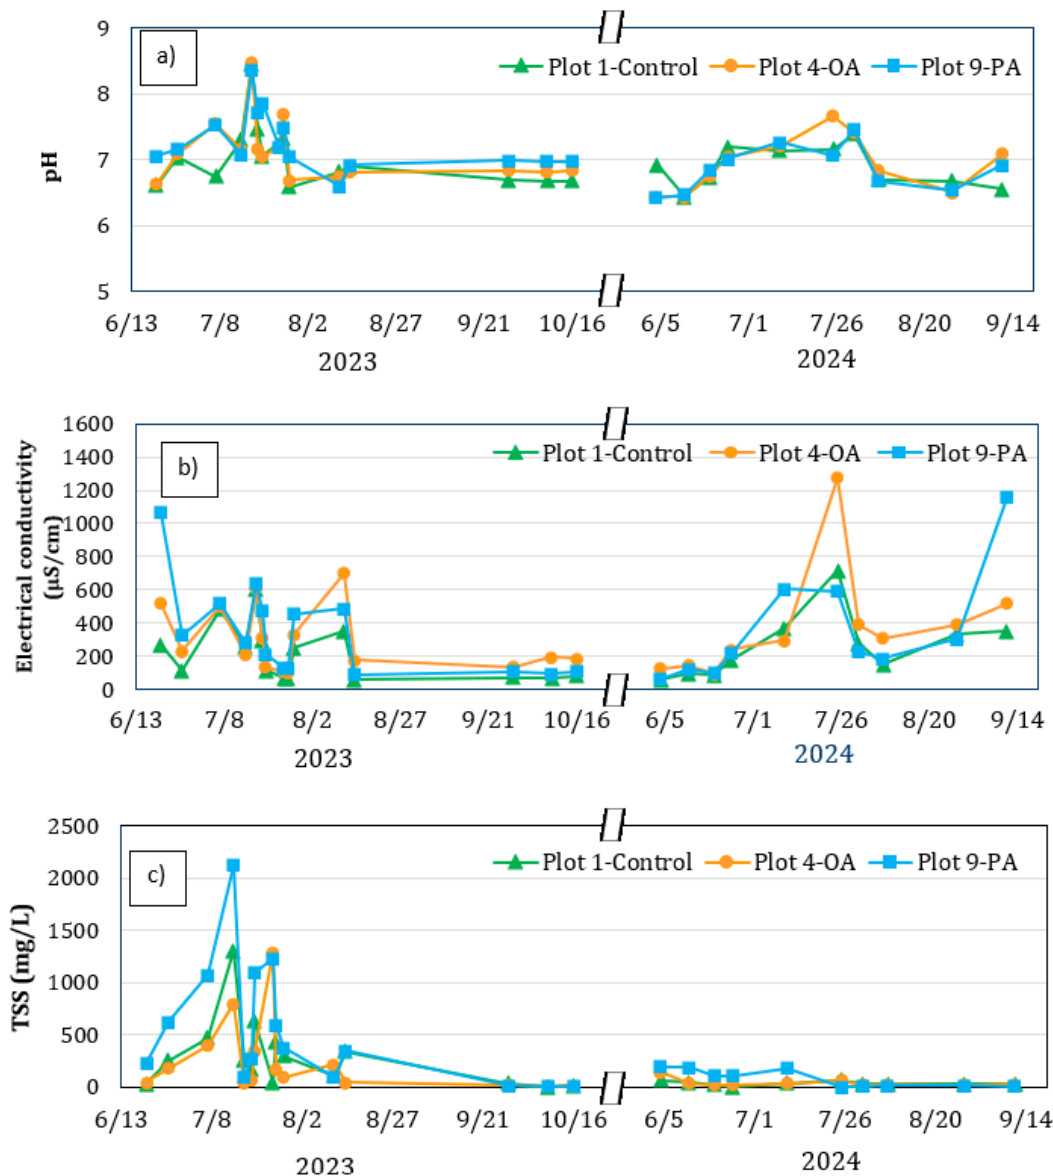 9
a)
Plot 1-Control Plot 4-OA Plot 9-PA
8
7
6
5
pH
6/13 7/8 8/2 8/27 9/21 10/16 6/5 7/1 7/26 8/20 9/14
2023 2024
1600
b)
Plot 1-Control Plot 4-OA Plot 9-PA
1400
1200
1000
800
600
400
200
0
Electrical conductivity
(µS/cm)
6/13 7/8 8/2 8/27 9/21 10/16 6/5 7/1 7/26 8/20 9/14
2023 2024
2500
c)
Plot 1-Control Plot 4-OA Plot 9-PA
2000
1500
1000
500
0
TSS (mg/L)
6/13 7/8 8/2 8/27 9/21 10/16 6/5 7/1 7/26 8/20 9/14
2023 2024